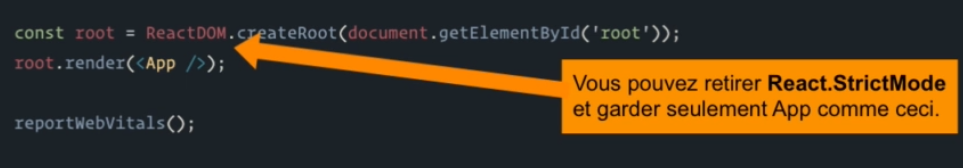 const root = ReactDOM.createRoot(document.getElementById('root'));
root.render(<App />);
Vous pouvez retirer React.StrictMode
et garder seulement App comme ceci.
reportWebVitals();